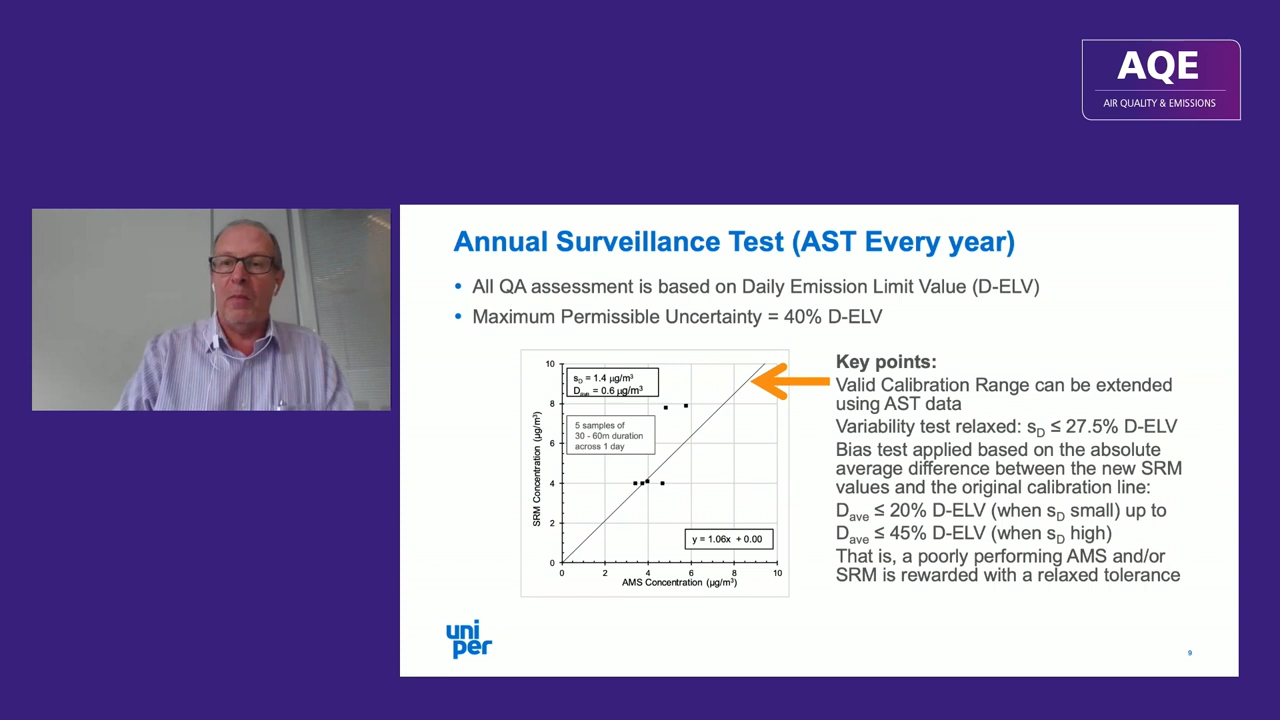 AQE
AIR QUALITY & EMISSIONS
Annual Surveillance Test (AST Every year)
• All QA assessment is based on Daily Emission Limit Value (D-ELV)
• Maximum Permissible Uncertainty = 40% D-ELV
SRM Concentration (µg/m³)
10
8
6
4
2
0
sD = 1.4 µg/m³
Dave = 0.6 µg/m³
5 samples of
30 - 60m duration
across 1 day
y = 1.06x + 0.00
0 2 4 6 8 10
AMS Concentration (µg/m³)
Key points:
Valid Calibration Range can be extended
using AST data
Variability test relaxed: sD ≤ 27.5% D-ELV
Bias test applied based on the absolute
average difference between the new SRM
values and the original calibration line:
Dave ≤ 20% D-ELV (when sD small) up to
Dave ≤ 45% D-ELV (when sD high)
That is, a poorly performing AMS and/or
SRM is rewarded with a relaxed tolerance
uni
per
9